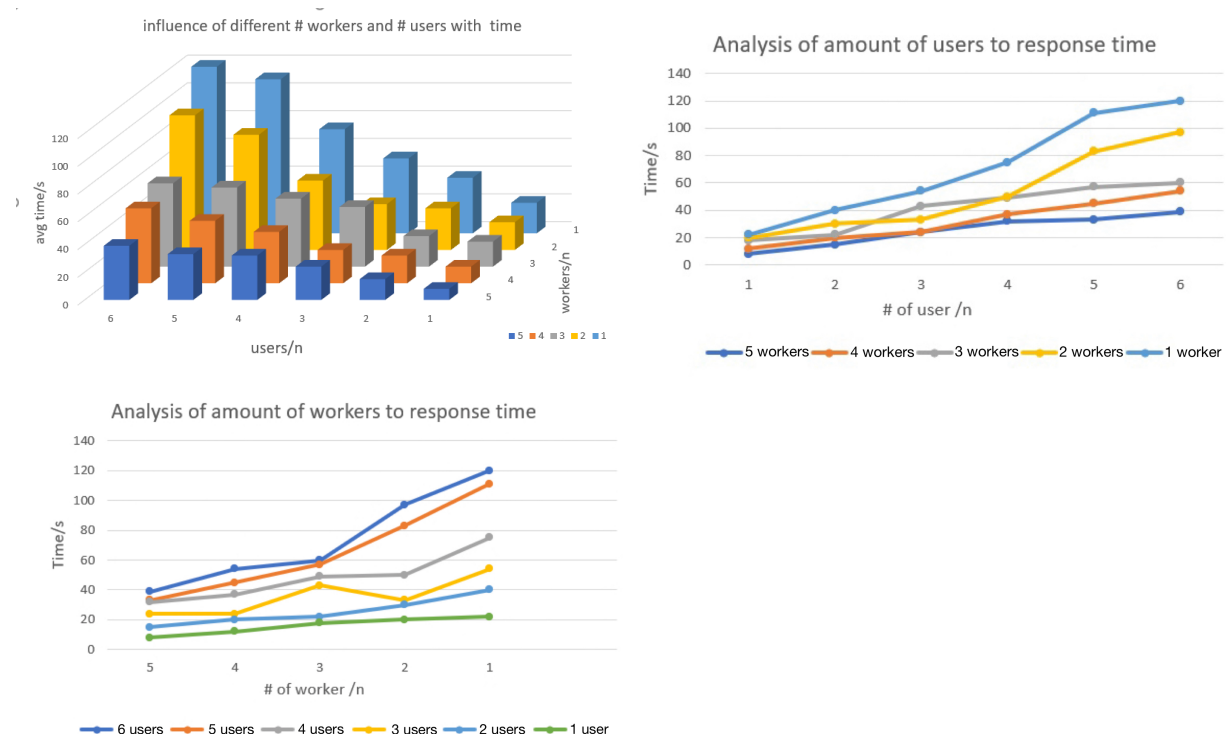 influence of different # workers and # users with time
120
100
80
60
40
20
0
avg time/s
6
5
4
3
2
1
users/n
1
2
3
4
5
workers/n
5 4 3 2 1
Analysis of amount of users to response time
140
120
100
80
60
40
20
0
Time/s
1 2 3 4 5 6
# of user /n
5 workers 4 workers 3 workers 2 workers 1 worker
Analysis of amount of workers to response time
140
120
100
80
60
40
20
0
Time/s
5 4 3 2 1
# of worker /n
6 users 5 users 4 users 3 users 2 users 1 user